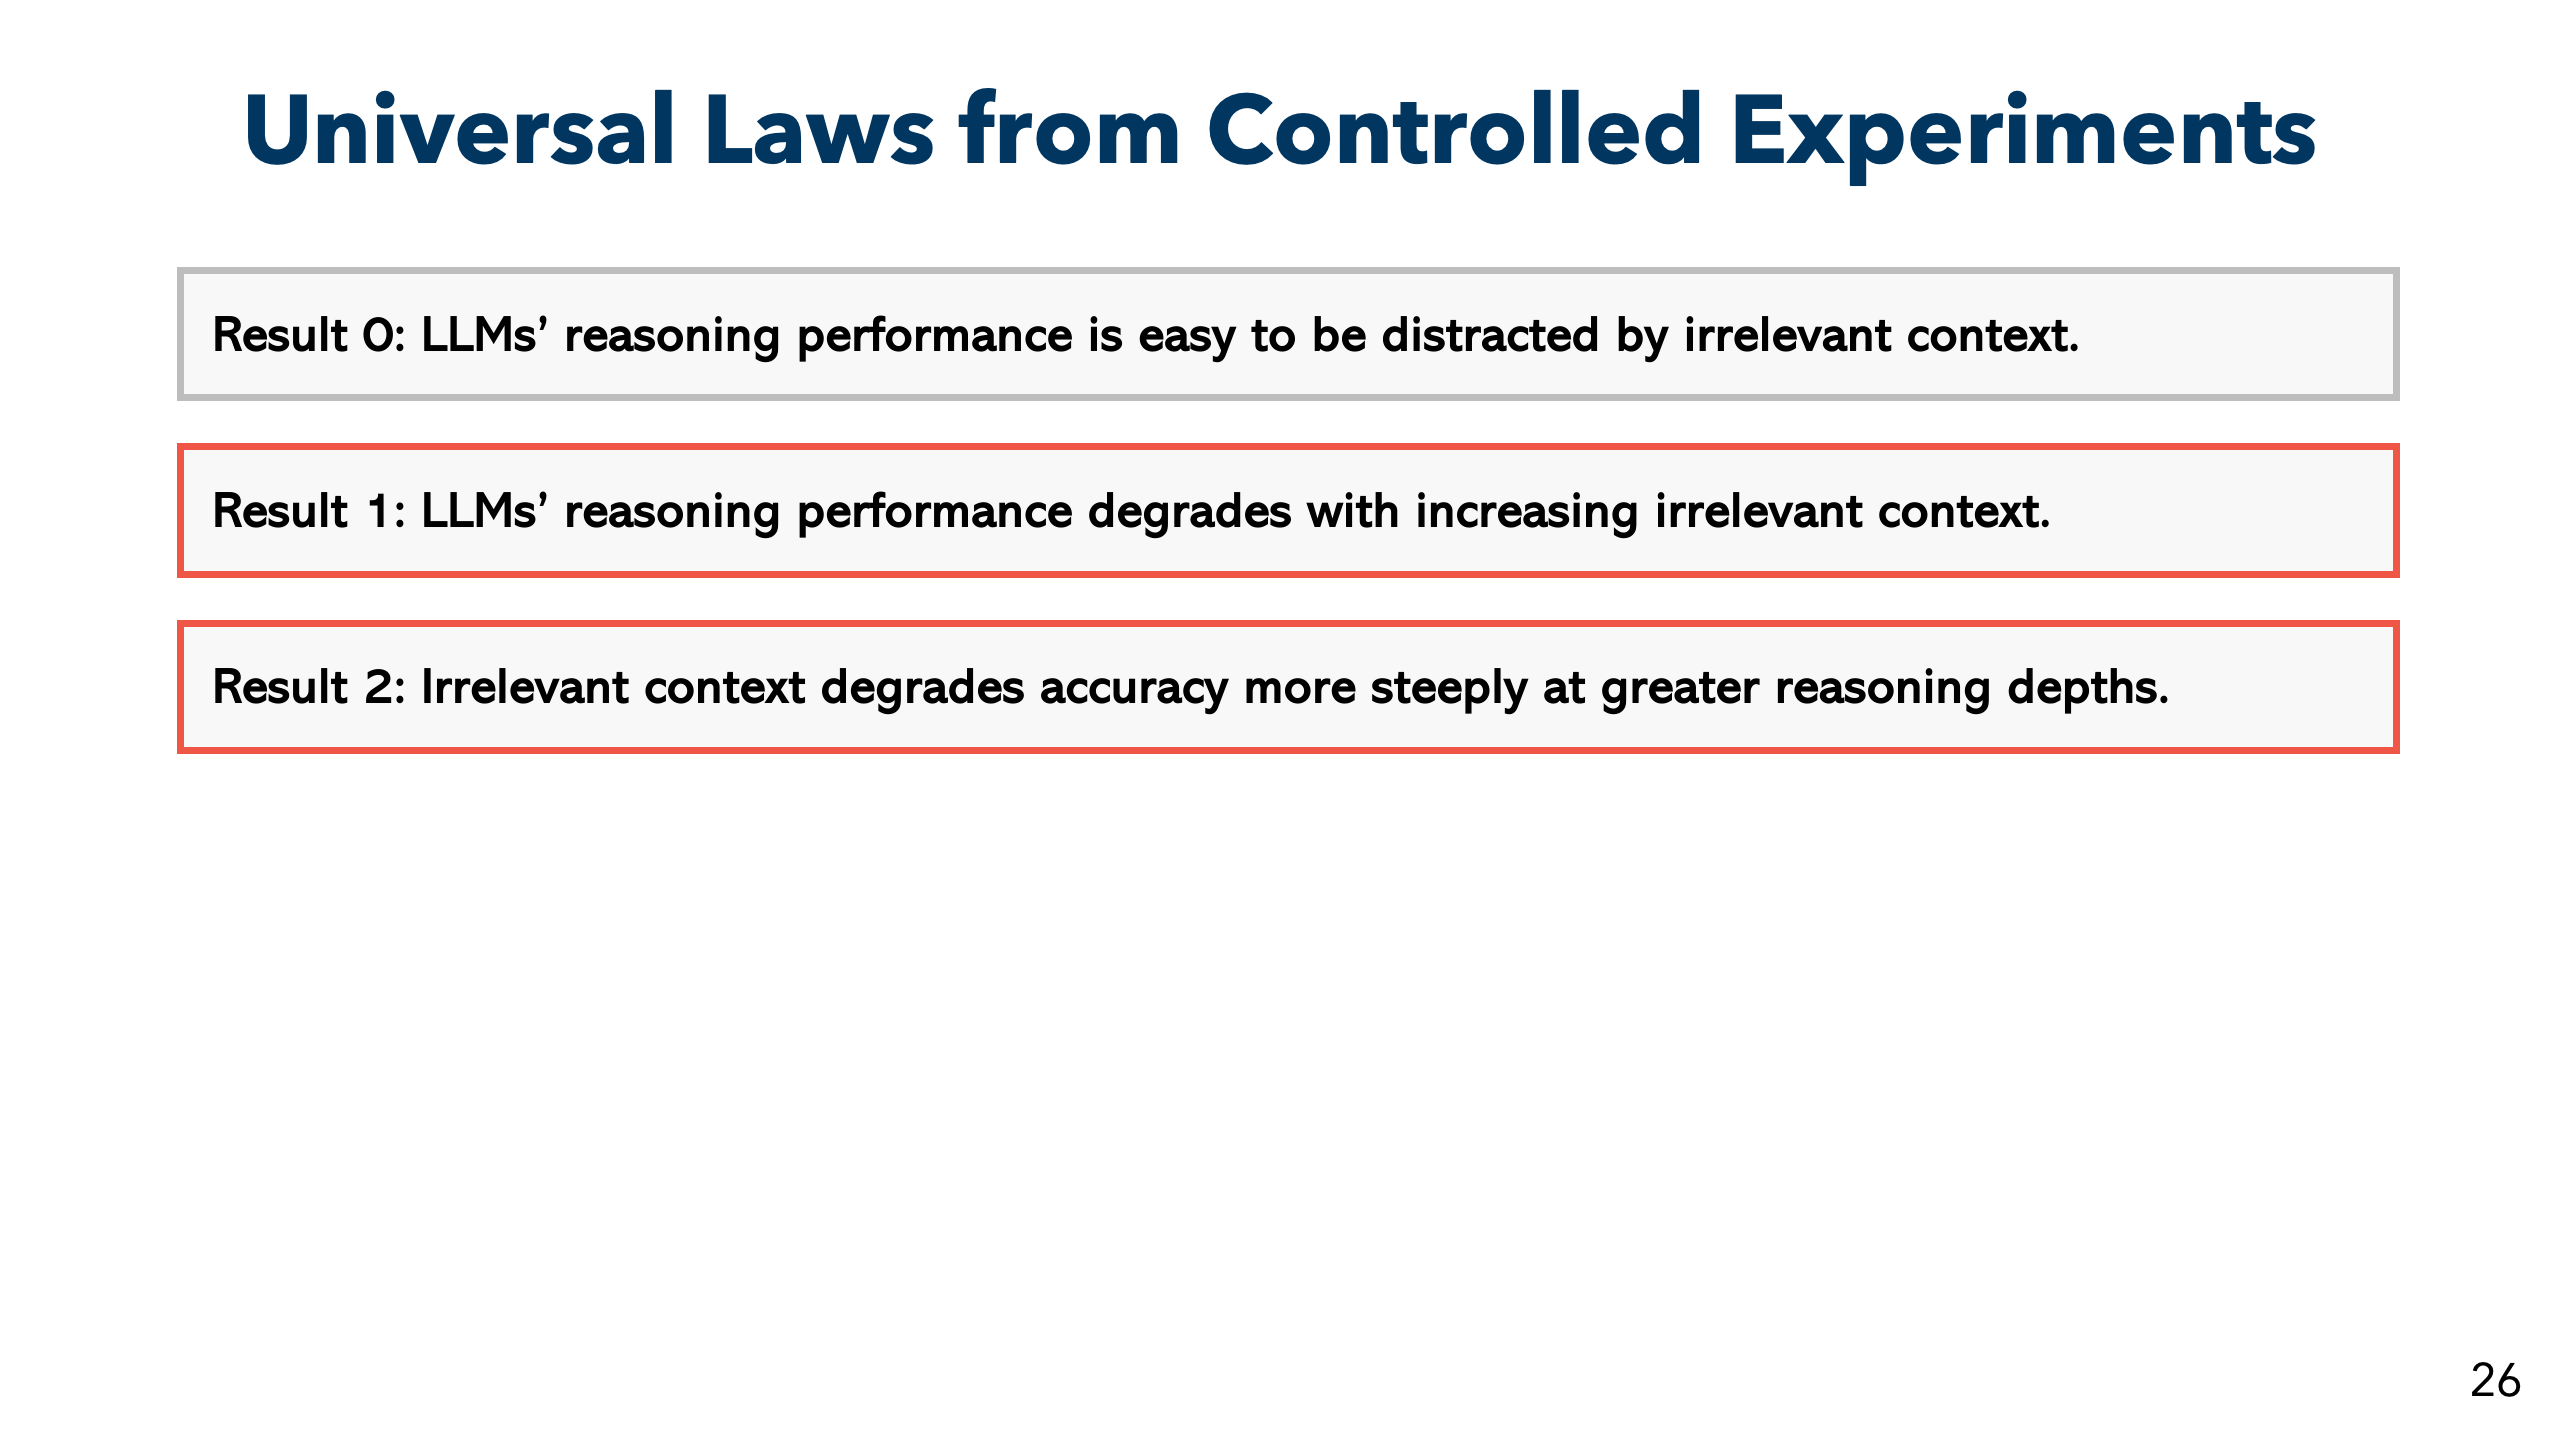 Universal Laws from Controlled Experiments
Result 0: LLMs’ reasoning performance is easy to be distracted by irrelevant context.
Result 1: LLMs’ reasoning performance degrades with increasing irrelevant context.
Result 2: Irrelevant context degrades accuracy more steeply at greater reasoning depths.
26